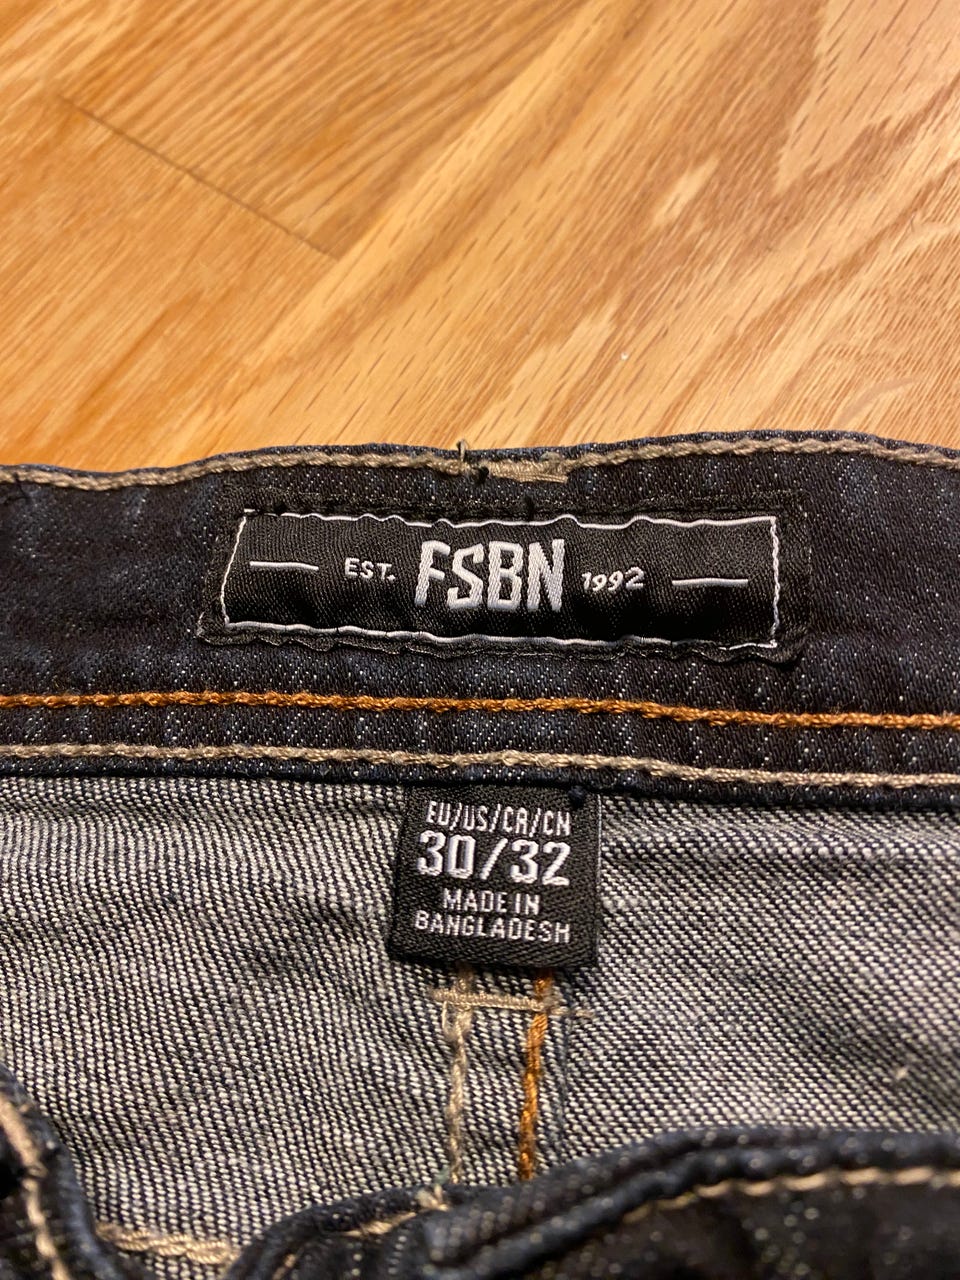 EST. FSBN 1992
EU/US/CA/CN
30/32
MADE IN
BANGLADESH